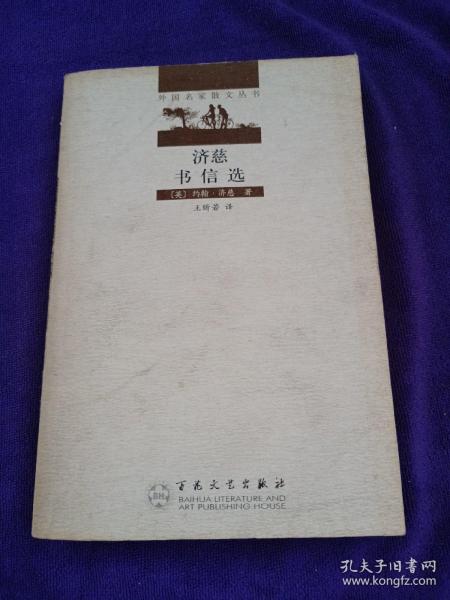 外国名家散文丛书
济慈
书信选
〔英〕约翰·济慈 著
王昕若 译
BH
百花文艺出版社
BAIHUA LITERATURE AND
ART PUBLISHING HOUSE
孔夫子旧书网
www.kongfz.com